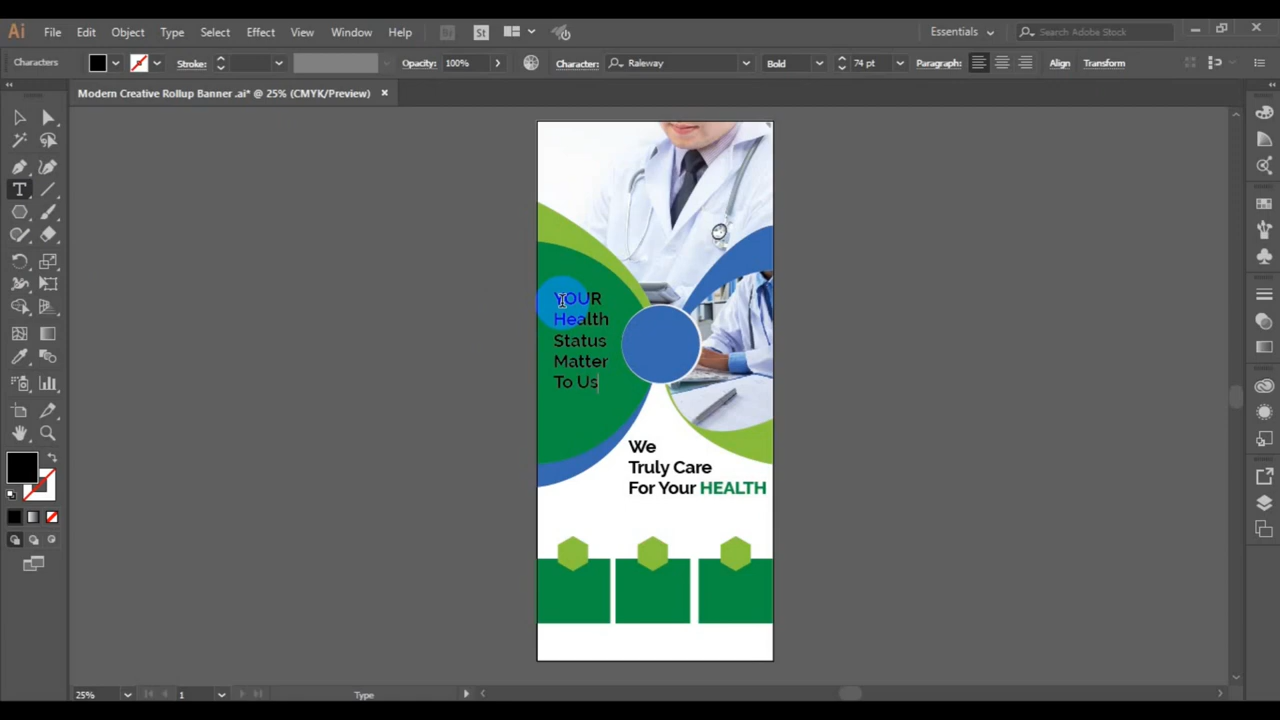 Ai File Edit Object Type Select Effect View Window Help Br St Essentials Search Adobe Stock
Characters Stroke: Opacity: 100% Character: Raleway Bold 74 pt Paragraph: Align Transform
Modern Creative Rollup Banner .ai* @ 25% (CMYK/Preview)
YOUR
Health
Status
Matter
To Us
We
Truly Care
For Your HEALTH
25% 1 Type